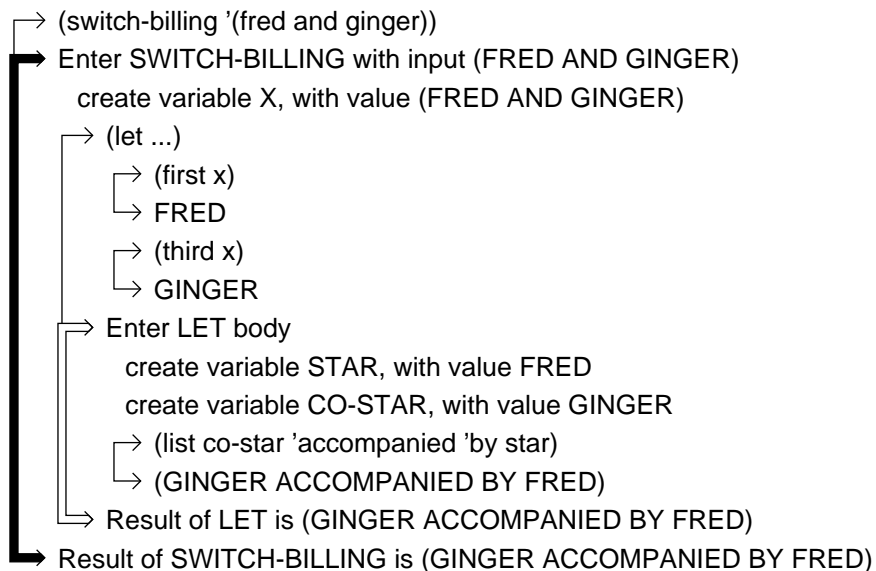 (switch-billing ’(fred and ginger))
Enter SWITCH-BILLING with input (FRED AND GINGER)
create variable X, with value (FRED AND GINGER)
(let ...)
(first x)
FRED
(third x)
GINGER
Enter LET body
create variable STAR, with value FRED
create variable CO-STAR, with value GINGER
(list co-star ’accompanied ’by star)
(GINGER ACCOMPANIED BY FRED)
Result of LET is (GINGER ACCOMPANIED BY FRED)
Result of SWITCH-BILLING is (GINGER ACCOMPANIED BY FRED)